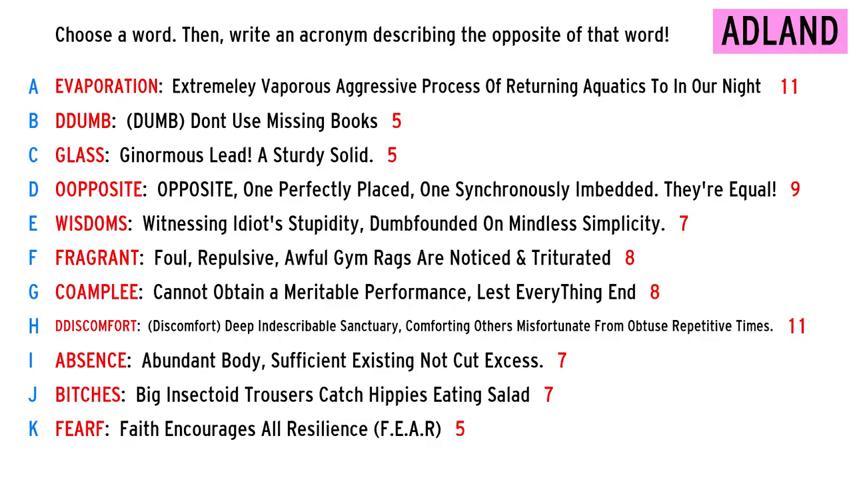 Choose a word. Then, write an acronym describing the opposite of that word! ADLAND
A EVAPORATION: Extremeley Vaporous Aggressive Process Of Returning Aquatics To In Our Night 11
B DDUMB: (DUMB) Dont Use Missing Books 5
C GLASS: Ginormous Lead! A Sturdy Solid. 5
D OOPPOSITE: OPPOSITE, One Perfectly Placed, One Synchronously Imbedded. They're Equal! 9
E WISDOMS: Witnessing Idiot's Stupidity, Dumbfounded On Mindless Simplicity. 7
F FRAGRANT: Foul, Repulsive, Awful Gym Rags Are Noticed & Triturated 8
G COAMPLEE: Cannot Obtain a Meritable Performance, Lest EveryThing End 8
H DDISCOMFORT: (Discomfort) Deep Indescribable Sanctuary, Comforting Others Misfortunate From Obtuse Repetitive Times. 11
I ABSENCE: Abundant Body, Sufficient Existing Not Cut Excess. 7
J BITCHES: Big Insectoid Trousers Catch Hippies Eating Salad 7
K FEARF: Faith Encourages All Resilience (F.E.A.R) 5